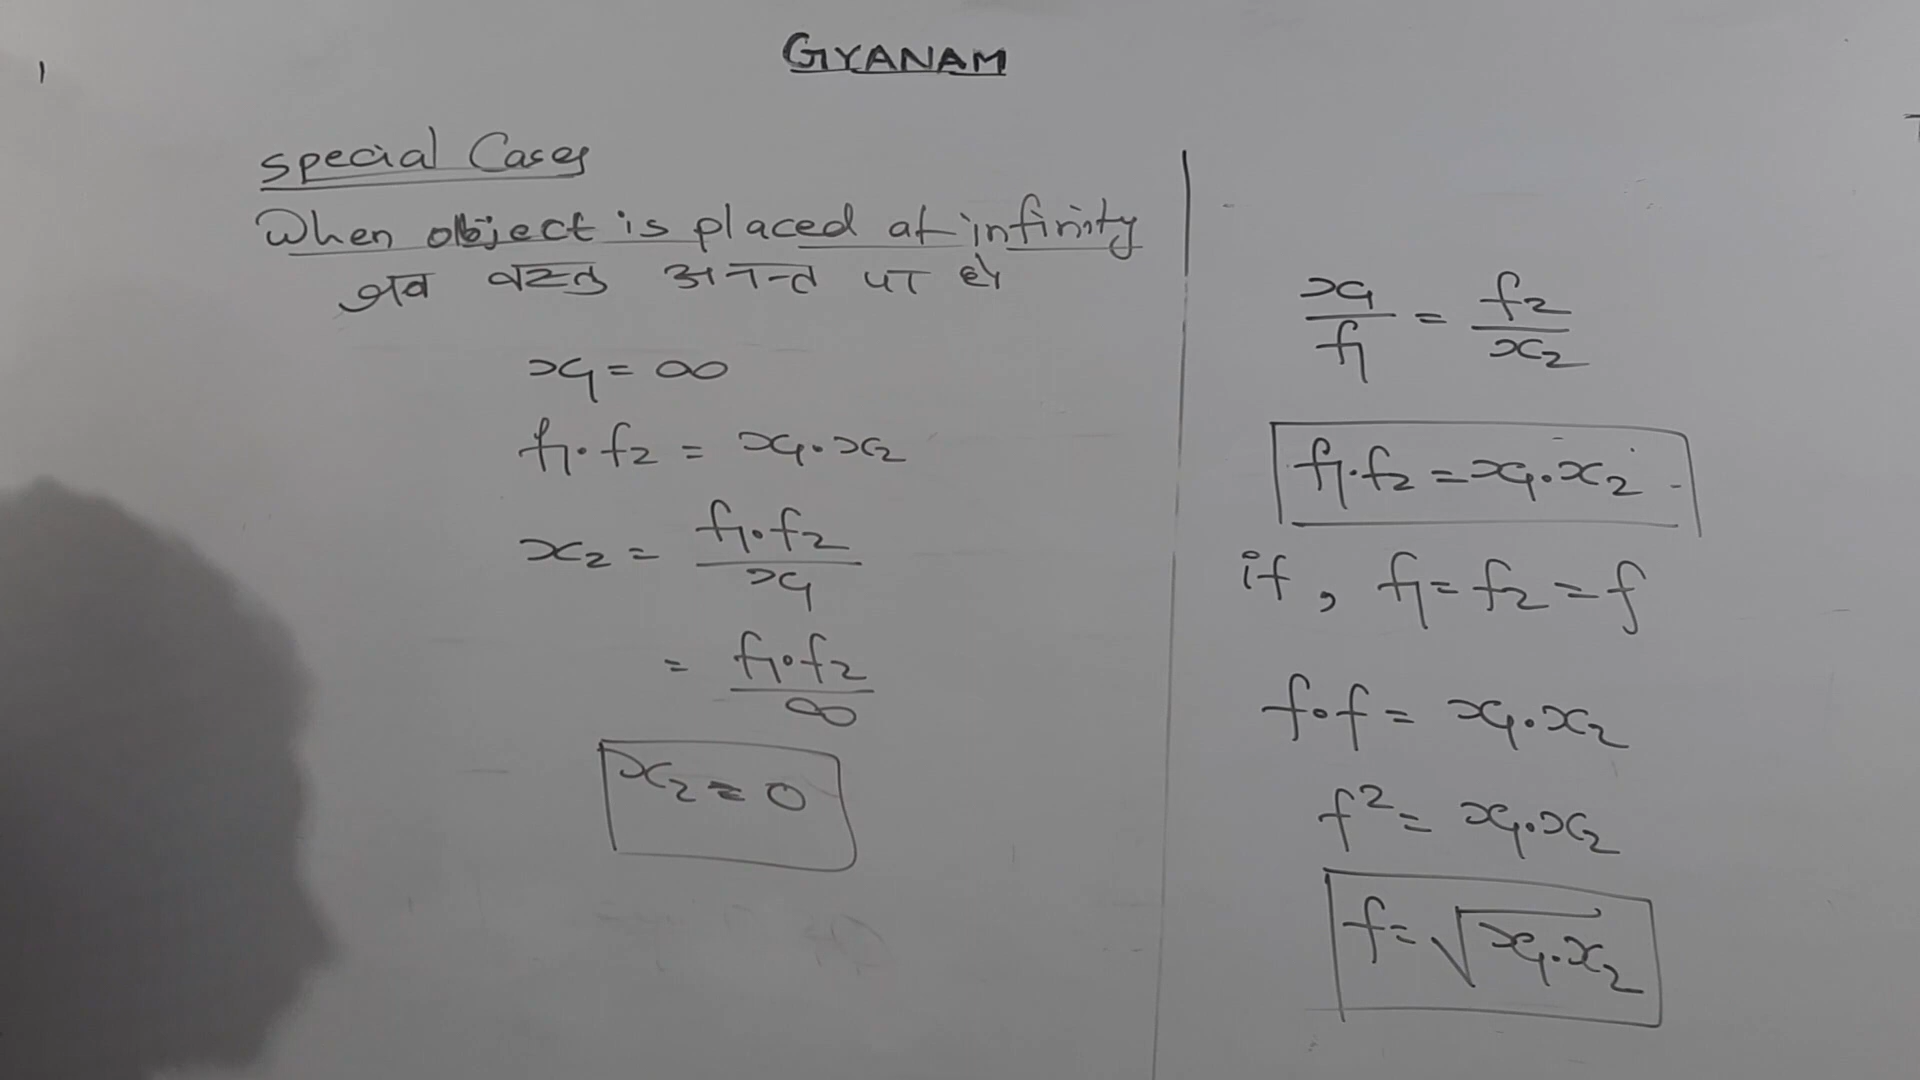 GYANAM
special Cases
When object is placed at infinity
जब वस्तु अनन्त पर हो
x₁ = ∞
f₁·f₂ = x₁·x₂
x₂ = f₁·f₂ / x₁
= f₁·f₂ / ∞
x₂ = 0
x₁ / f₁ = f₂ / x₂
f₁·f₂ = x₁·x₂
if, f₁ = f₂ = f
f·f = x₁·x₂
f² = x₁·x₂
f = √x₁·x₂